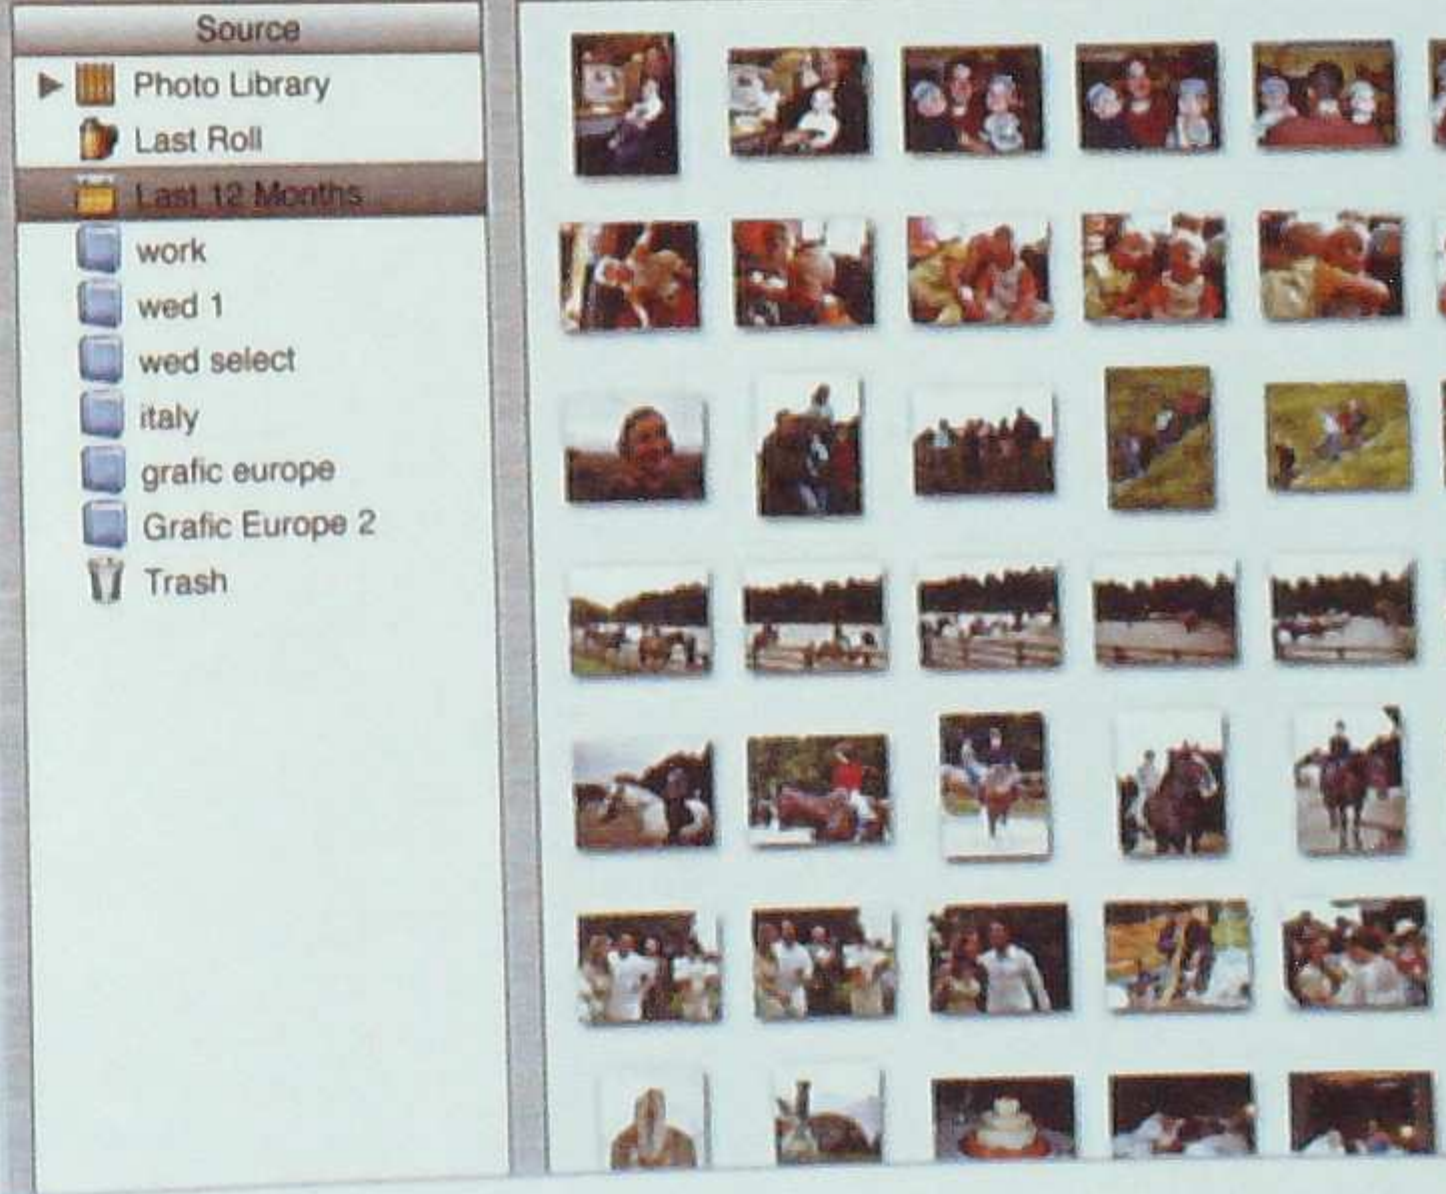 Source
Photo Library
Last Roll
Last 12 Months
work
wed 1
wed select
italy
grafic europe
Grafic Europe 2
Trash